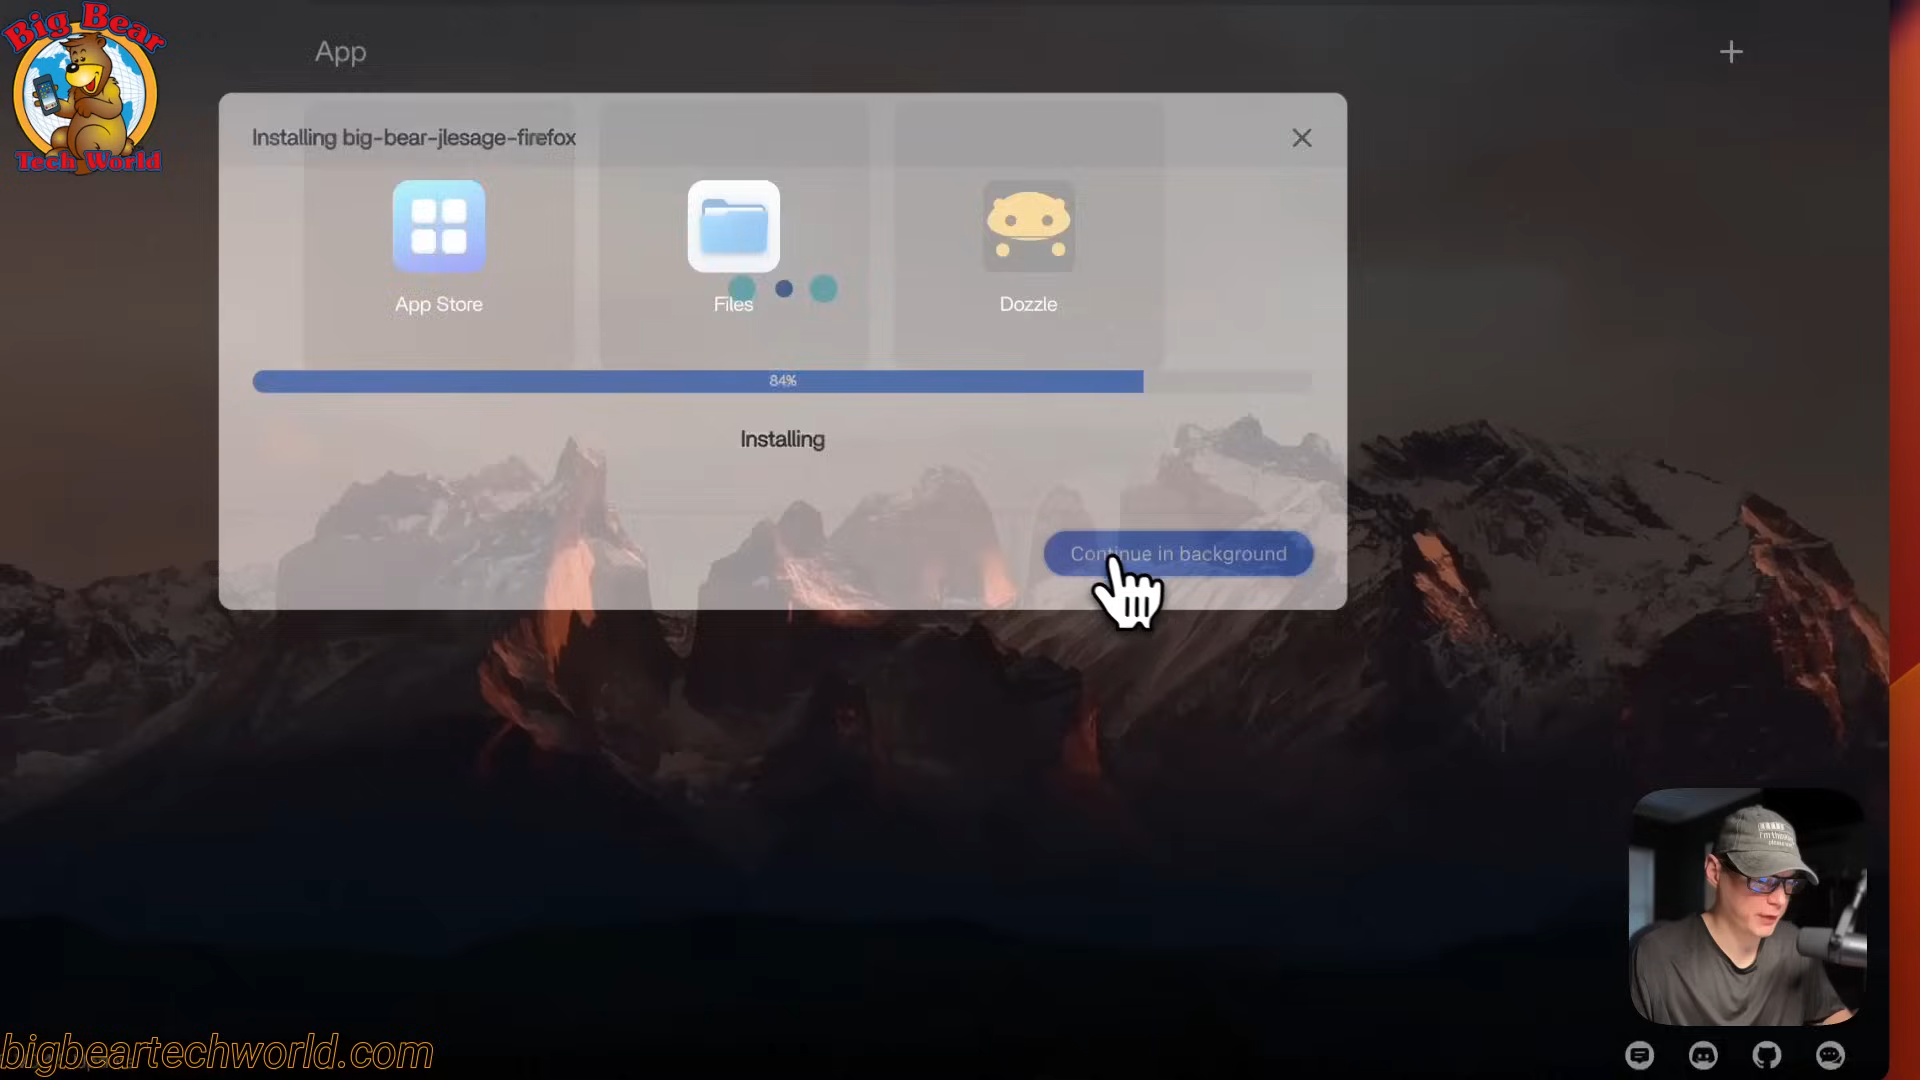 Big Bear
Tech World
App
Installing big-bear-jlesage-firefox
App Store
Files
Dozzle
84%
Installing
Continue in background
bigbeartechworld.com